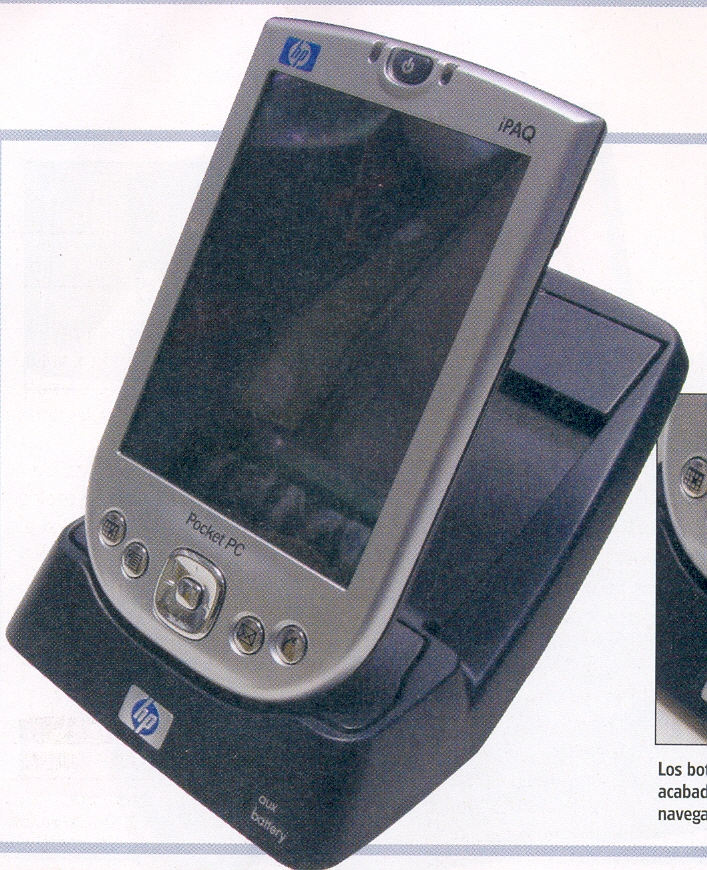 hp
iPAQ
Pocket PC
hp
aux
battery
Los bot
acabad
navega